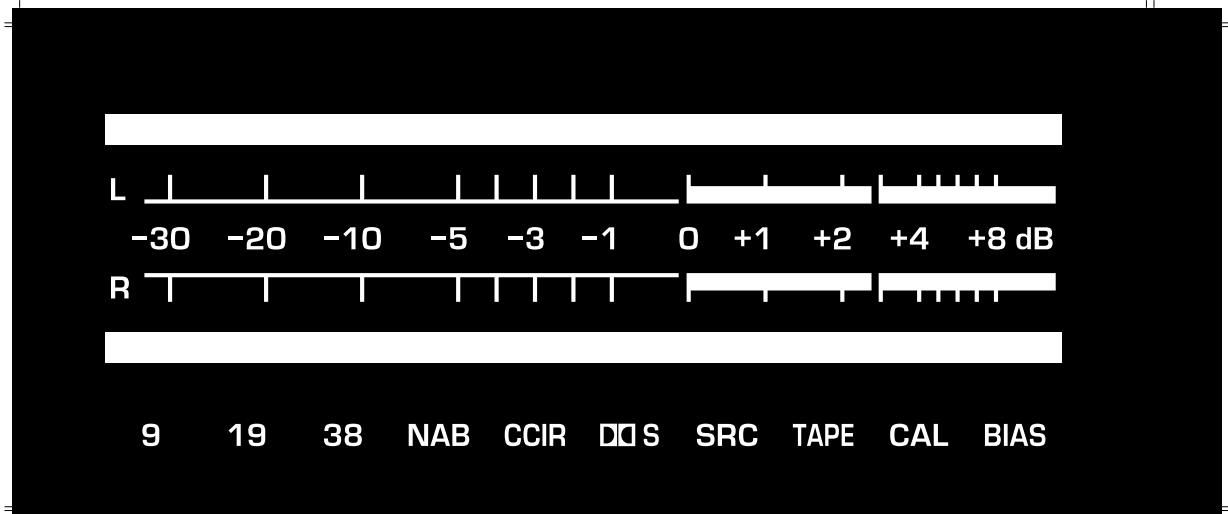 L
−30 −20 −10 −5 −3 −1 0 +1 +2 +4 +8 dB
R
9 19 38 NAB CCIR DD S SRC TAPE CAL BIAS